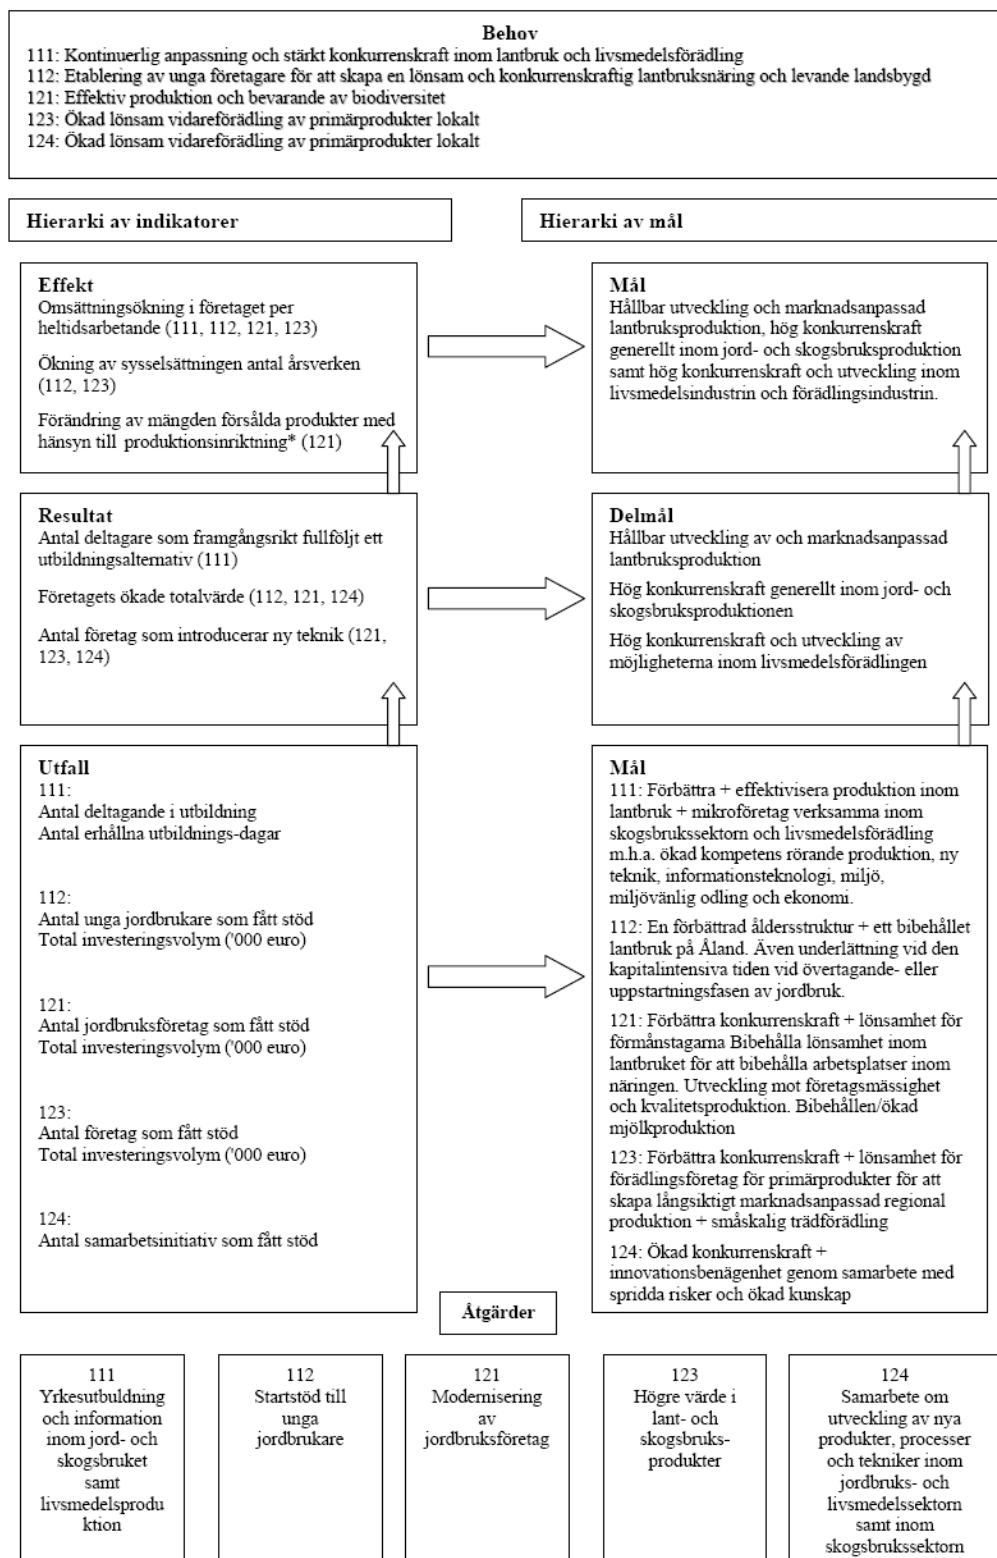 Behov
111: Kontinuerlig anpassning och stärkt konkurrenskraft inom lantbruk och livsmedelsförädling
112: Etablering av unga företagare för att skapa en lönsam och konkurrenskraftig lantbruksnäring och levande landsbygd
121: Effektiv produktion och bevarande av biodiversitet
123: Ökad lönsam vidareförädling av primärprodukter lokalt
124: Ökad lönsam vidareförädling av primärprodukter lokalt
Hierarki av indikatorer
Hierarki av mål
Effekt
Omsättningsökning i företaget per
heltidsarbetande (111, 112, 121, 123)
Ökning av sysselsättningen antal årsverken
(112, 123)
Förändring av mängden försålda produkter med
hänsyn till produktionsinriktning* (121)
Mål
Hållbar utveckling och marknadsanpassad
lantbruksproduktion, hög konkurrenskraft
generellt inom jord- och skogsbruksproduktion
samt hög konkurrenskraft och utveckling inom
livsmedelsindustrin och förädlingsindustrin.
Resultat
Antal deltagare som framgångsrikt fullföljt ett
utbildningsalternativ (111)
Företagets ökade totalvärde (112, 121, 124)
Antal företag som introducerar ny teknik (121,
123, 124)
Delmål
Hållbar utveckling av och marknadsanpassad
lantbruksproduktion
Hög konkurrenskraft generellt inom jord- och
skogsbruksproduktionen
Hög konkurrenskraft och utveckling av
möjligheterna inom livsmedelsförädlingen
Utfall
111:
Antal deltagande i utbildning
Antal erhållna utbildnings-dagar
112:
Antal unga jordbrukare som fått stöd
Total investeringsvolym ('000 euro)
121:
Antal jordbruksföretag som fått stöd
Total investeringsvolym ('000 euro)
123:
Antal företag som fått stöd
Total investeringsvolym ('000 euro)
124:
Antal samarbetsinitiativ som fått stöd
Mål
111: Förbättra + effektivisera produktion inom
lantbruk + mikroföretag verksamma inom
skogsbrukssektorn och livsmedelsförädling
m.h.a. ökad kompetens rörande produktion, ny
teknik, informationsteknologi, miljö,
miljövänlig odling och ekonomi.
112: En förbättrad åldersstruktur + ett bibehållet
lantbruk på Åland. Även underlättning vid den
kapitalintensiva tiden vid övertagande- eller
uppstartningsfasen av jordbruk.
121: Förbättra konkurrenskraft + lönsamhet för
förmånstagarna Bibehålla lönsamhet inom
lantbruket för att bibehålla arbetsplatser inom
näringen. Utveckling mot företagsmässighet
och kvalitetsproduktion. Bibehållen/ökad
mjölkproduktion
123: Förbättra konkurrenskraft + lönsamhet för
förädlingsföretag för primärprodukter för att
skapa långsiktigt marknadsanpassad regional
produktion + småskalig trädförädling
124: Ökad konkurrenskraft +
innovationsbenägenhet genom samarbete med
spridda risker och ökad kunskap
Åtgärder
111
Yrkesutbuldning
och information
inom jord- och
skogsbruket
samt
livsmedelsprodu
ktion
112
Startstöd till
unga
jordbrukare
121
Modernisering
av
jordbruksföretag
123
Högre värde i
lant- och
skogsbruks-
produkter
124
Samarbete om
utveckling av nya
produkter, processer
och tekniker inom
jordbruks- och
livsmedelssektorn
samt inom
skogsbrukssektorn